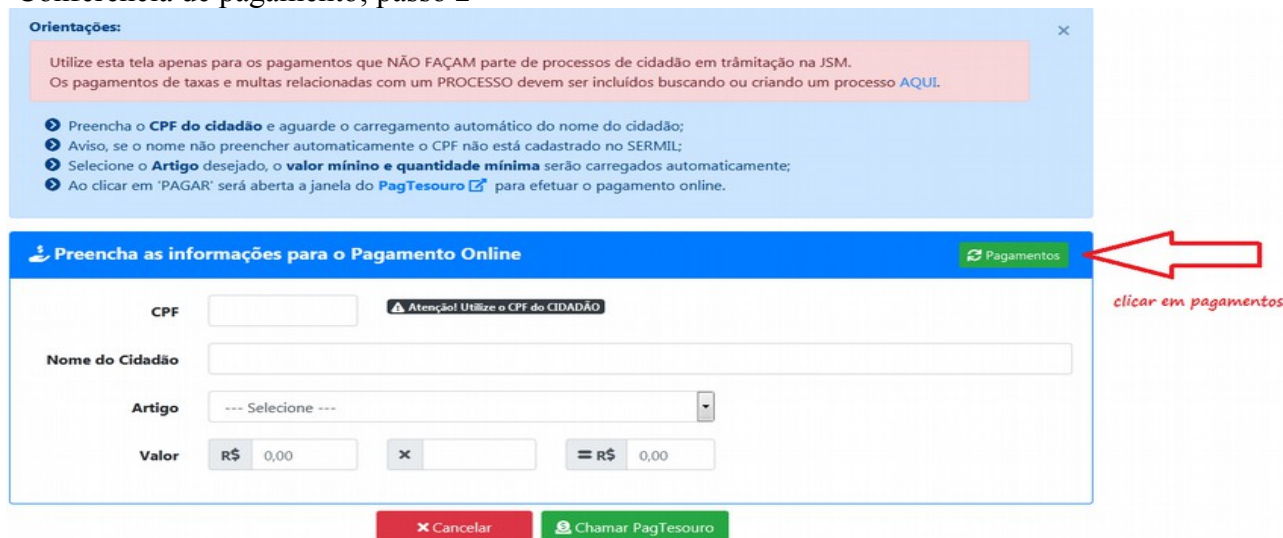 Conferência de pagamento, passo 2
Orientações:
×
Utilize esta tela apenas para os pagamentos que NÃO FAÇAM parte de processos de cidadão em trâmitação na JSM.
Os pagamentos de taxas e multas relacionadas com um PROCESSO devem ser incluídos buscando ou criando um processo AQUI.
Preencha o CPF do cidadão e aguarde o carregamento automático do nome do cidadão;
Aviso, se o nome não preencher automaticamente o CPF não está cadastrado no SERMIL;
Selecione o Artigo desejado, o valor mínino e quantidade mínima serão carregados automaticamente;
Ao clicar em 'PAGAR' será aberta a janela do PagTesouro para efetuar o pagamento online.
Preencha as informações para o Pagamento Online
Pagamentos
clicar em pagamentos
CPF
Atenção! Utilize o CPF do CIDADÃO
Nome do Cidadão
Artigo --- Selecione ---
Valor R$ 0,00 × = R$ 0,00
× Cancelar
Chamar PagTesouro